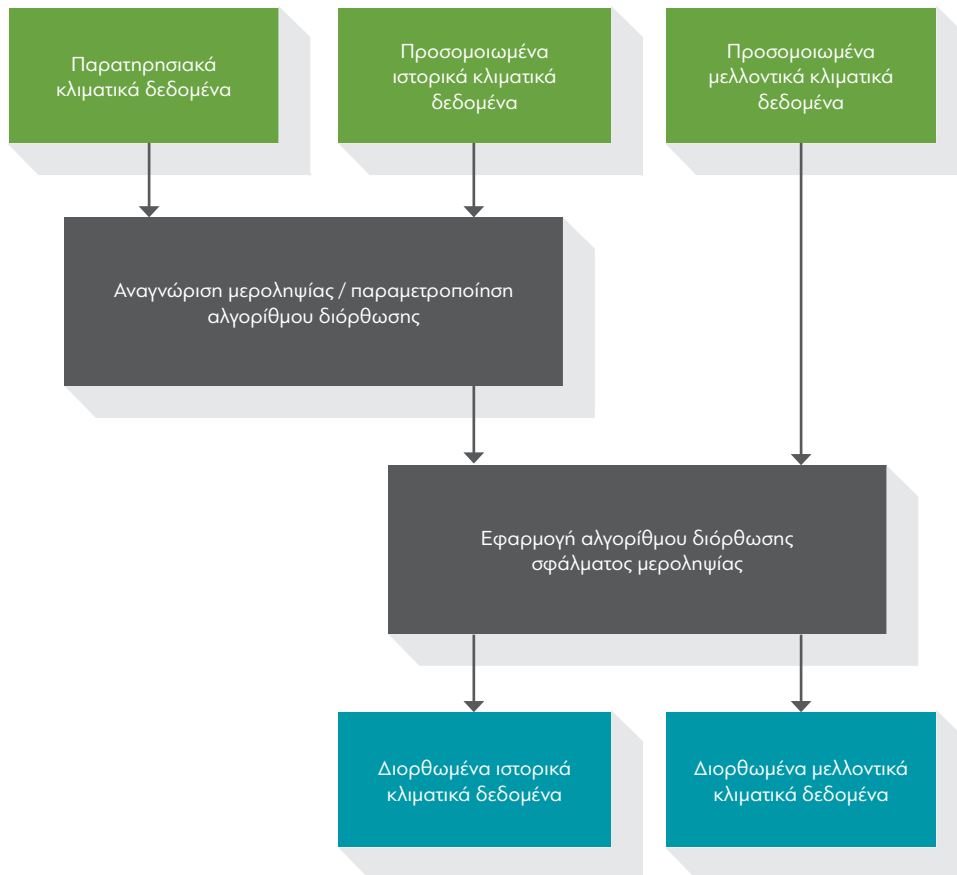 Παρατηρησιακά
κλιματικά δεδομένα
Προσομοιωμένα
ιστορικά κλιματικά
δεδομένα
Προσομοιωμένα
μελλοντικά κλιματικά
δεδομένα
Αναγνώριση μεροληψίας / παραμετροποίηση
αλγορίθμου διόρθωσης
Εφαρμογή αλγορίθμου διόρθωσης
σφάλματος μεροληψίας
Διορθωμένα ιστορικά
κλιματικά δεδομένα
Διορθωμένα μελλοντικά
κλιματικά δεδομένα